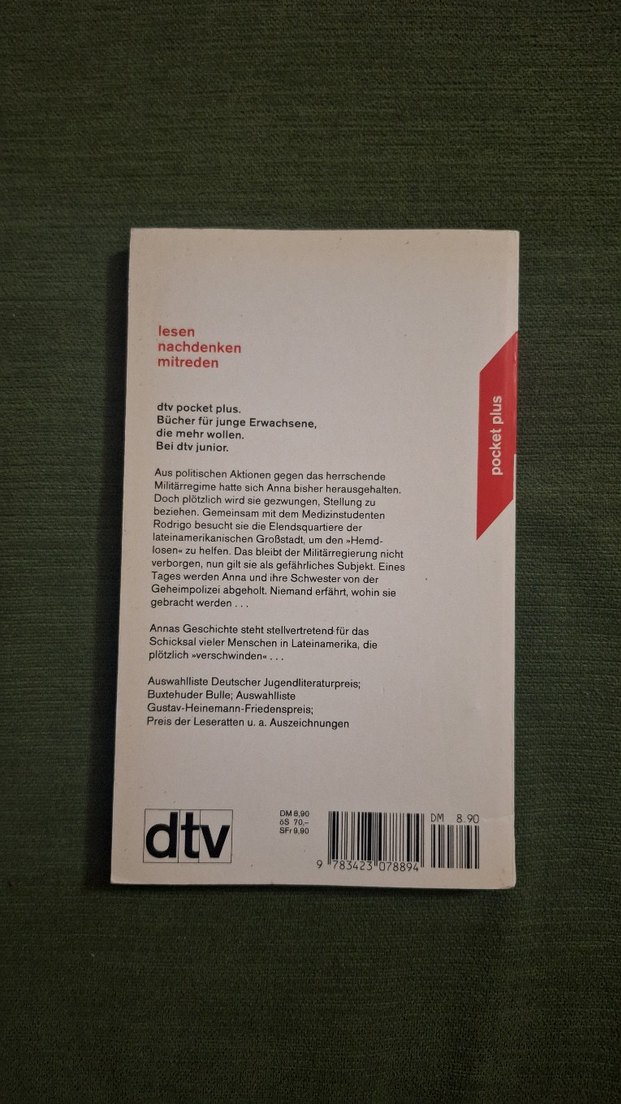 lesen
nachdenken
mitreden
dtv pocket plus.
Bücher für junge Erwachsene,
die mehr wollen.
Bei dtv junior.
Aus politischen Aktionen gegen das herrschende
Militärregime hatte sich Anna bisher herausgehalten.
Doch plötzlich wird sie gezwungen, Stellung zu
beziehen. Gemeinsam mit dem Medizinstudenten
Rodrigo besucht sie die Elendsquartiere der
lateinamerikanischen Großstadt, um den »Hemd-
losen« zu helfen. Das bleibt der Militärregierung nicht
verborgen, nun gilt sie als gefährliches Subjekt. Eines
Tages werden Anna und ihre Schwester von der
Geheimpolizei abgeholt. Niemand erfährt, wohin sie
gebracht werden . . .
Annas Geschichte steht stellvertretend für das
Schicksal vieler Menschen in Lateinamerika, die
plötzlich »verschwinden« . . .
Auswahlliste Deutscher Jugendliteraturpreis;
Buxtehuder Bulle; Auswahlliste
Gustav-Heinemann-Friedenspreis;
Preis der Leseratten u. a. Auszeichnungen
pocket plus
dtv
DM 8,90
öS 70,–
SFr 9,90
DM 8.90
9 783423 078894